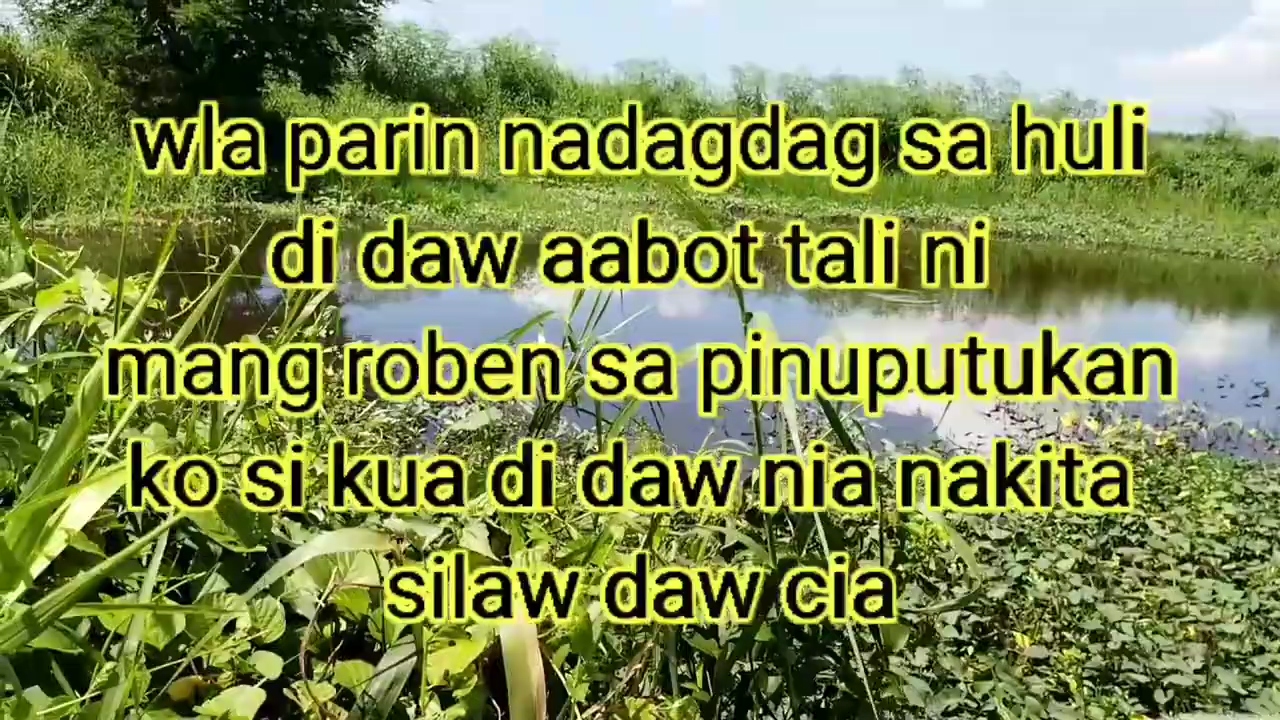 wla parin nadagdag sa huli
di daw aabot tali ni
mang roben sa pinuputukan
ko si kua di daw nia nakita
silaw daw cia